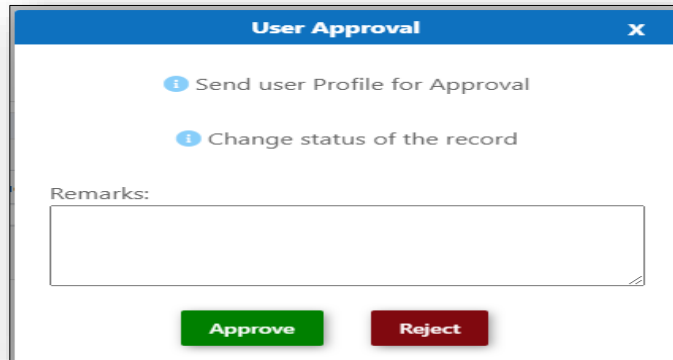 User Approval X
Send user Profile for Approval
Change status of the record
Remarks:
Approve Reject